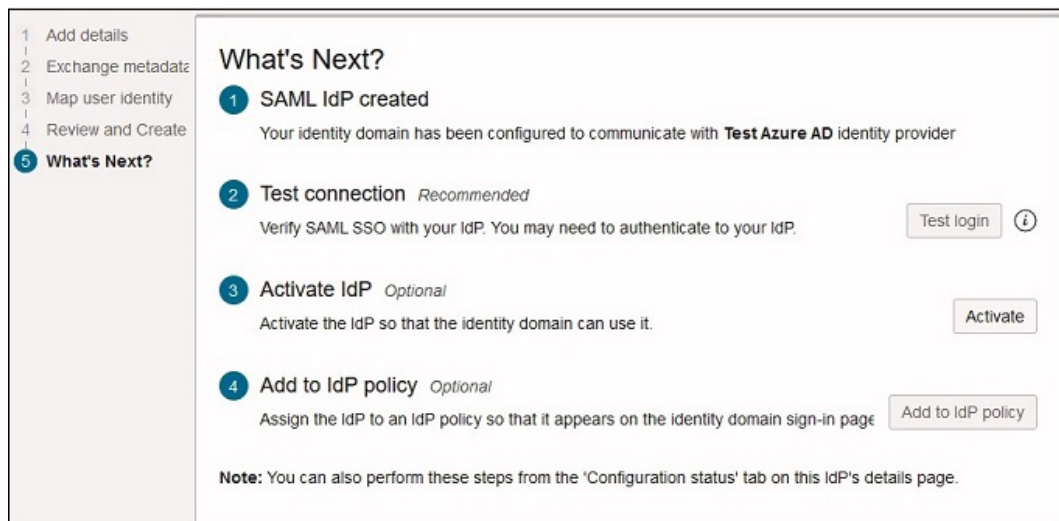 1 Add details
2 Exchange metadata
3 Map user identity
4 Review and Create
5 What's Next?
What's Next?
1 SAML IdP created
Your identity domain has been configured to communicate with Test Azure AD identity provider
2 Test connection Recommended
Verify SAML SSO with your IdP. You may need to authenticate to your IdP.
Test login i
3 Activate IdP Optional
Activate the IdP so that the identity domain can use it.
Activate
4 Add to IdP policy Optional
Assign the IdP to an IdP policy so that it appears on the identity domain sign-in page
Add to IdP policy
Note: You can also perform these steps from the 'Configuration status' tab on this IdP's details page.